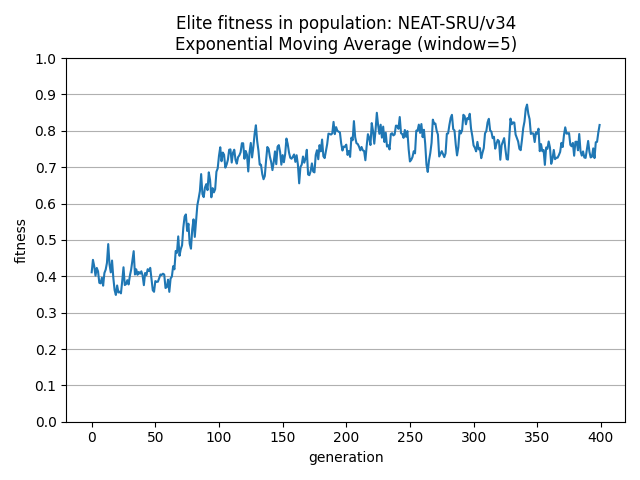 Elite fitness in population: NEAT-SRU/v34
Exponential Moving Average (window=5)
1.0
0.9
0.8
0.7
0.6
0.5
0.4
0.3
0.2
0.1
0.0
fitness
0 50 100 150 200 250 300 350 400
generation